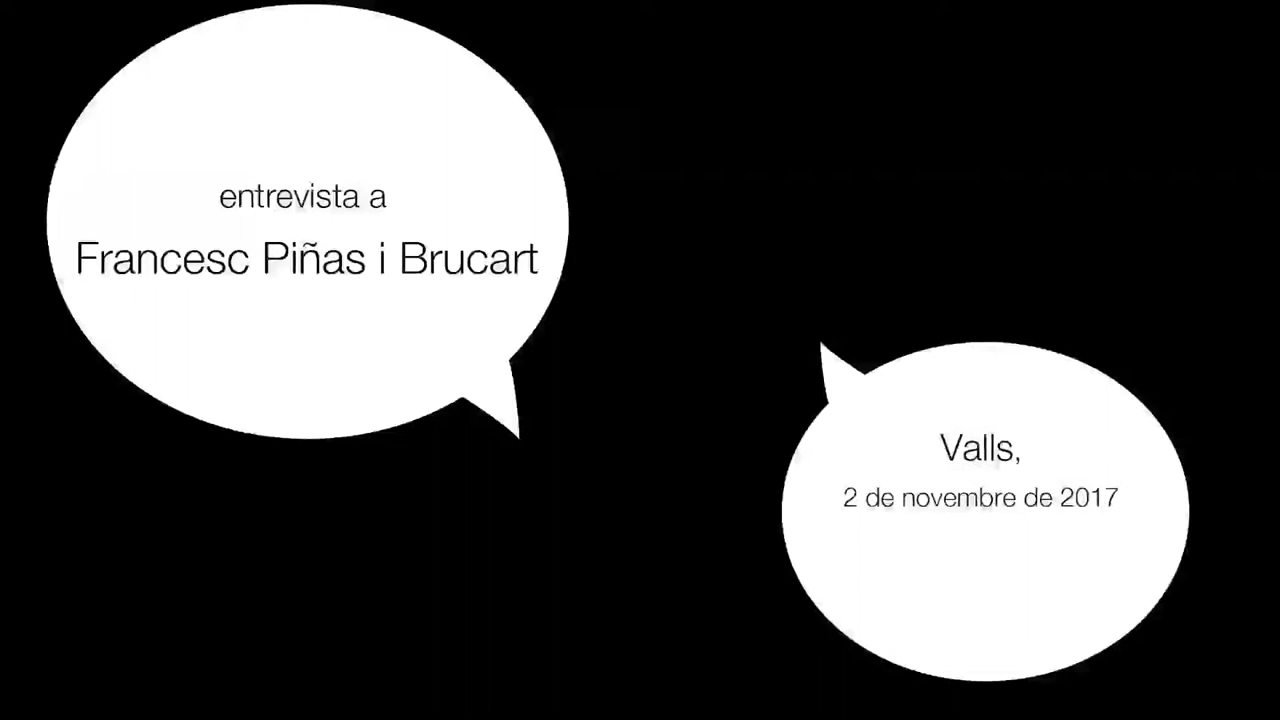 entrevista a
Francesc Piñas i Brucart
Valls,
2 de novembre de 2017